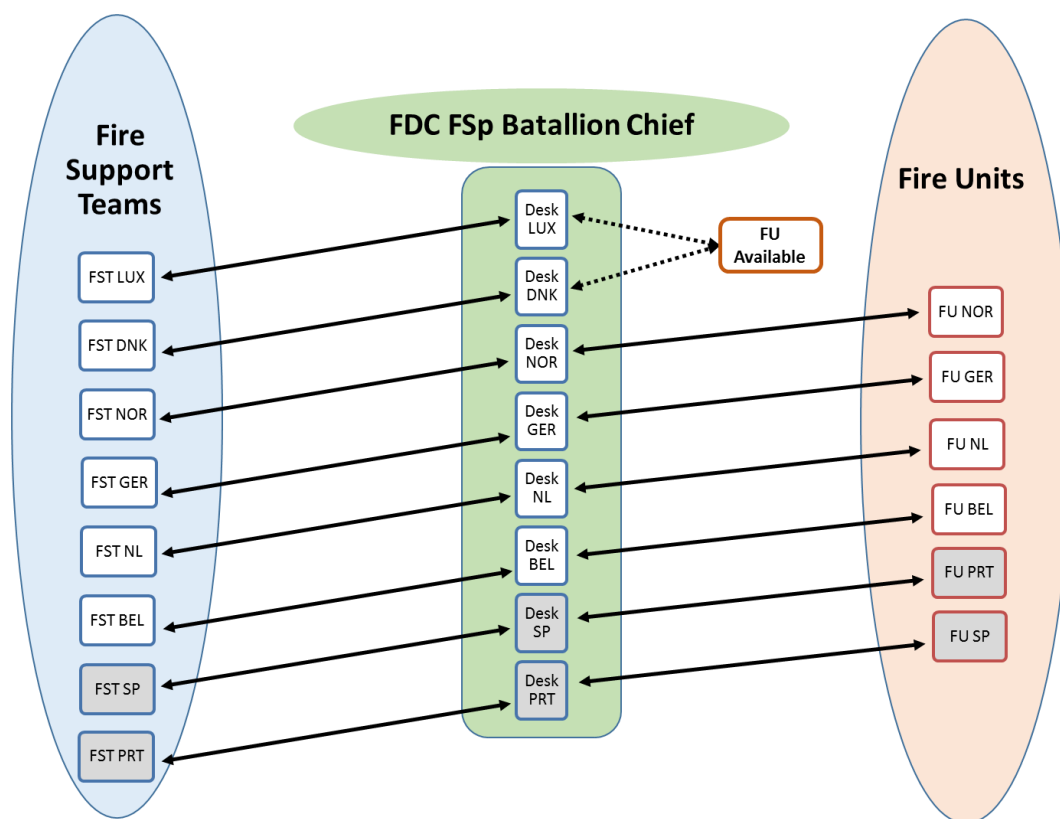 Fire
Support
Teams
FST LUX
FST DNK
FST NOR
FST GER
FST NL
FST BEL
FST SP
FST PRT
FDC FSp Batallion Chief
Desk
LUX
Desk
DNK
Desk
NOR
Desk
GER
Desk
NL
Desk
BEL
Desk
SP
Desk
PRT
FU
Available
Fire Units
FU NOR
FU GER
FU NL
FU BEL
FU PRT
FU SP